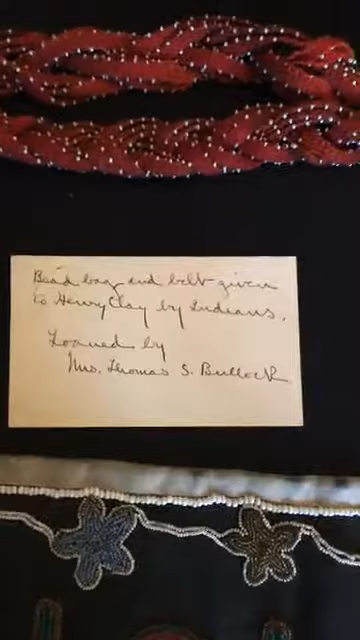 Bead bag and belt given
to Henry Clay by Indians.
Loaned by
Mrs. Thomas S. Bullock